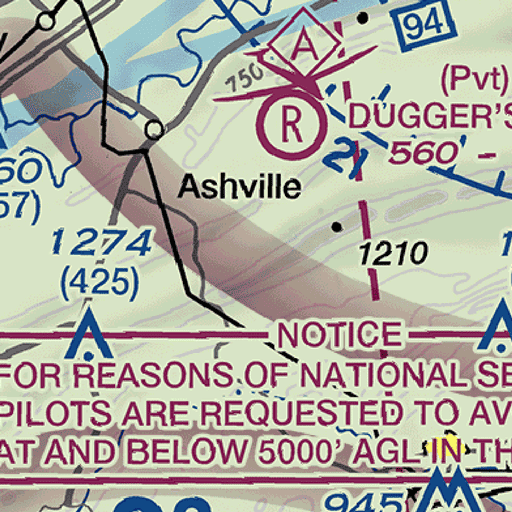 94
A
750
(Pvt)
R
DUGGER'S
560 -
21
60
57)
Ashville
1274
(425)
1210
NOTICE
FOR REASONS OF NATIONAL SE
PILOTS ARE REQUESTED TO AV
AT AND BELOW 5000' AGL IN TH
945